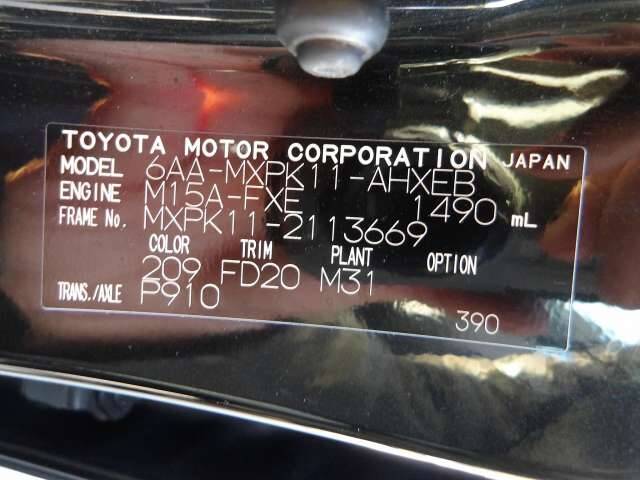 TOYOTA MOTOR CORPORATION JAPAN
MODEL 6AA-MXPK11-AHXEB
ENGINE M15A-FXE 1490 mL
FRAME No. MXPK11-2113669
COLOR TRIM PLANT OPTION
209 FD20 M31
TRANS./AXLE P910
390